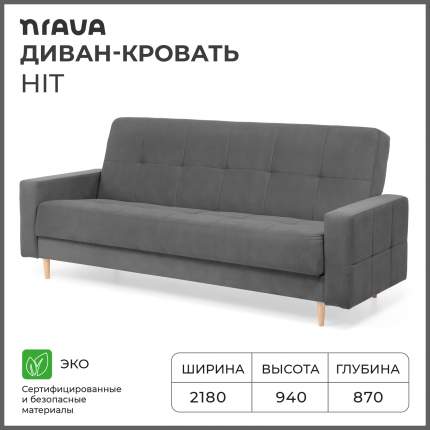 nrava
ДИВАН-КРОВАТЬ
HIT
ЭКО
Сертифицированные
и безопасные
материалы
ШИРИНА ВЫСОТА ГЛУБИНА
2180 940 870